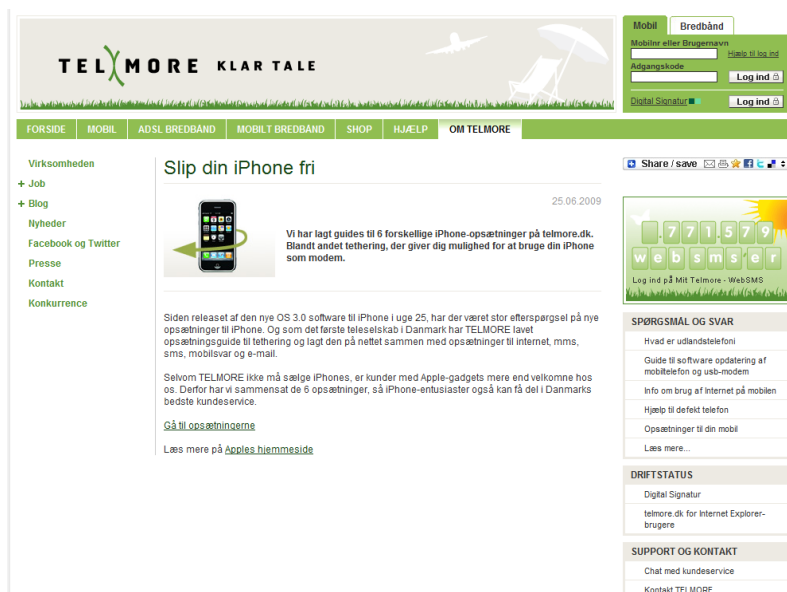 TELMORE KLAR TALE
Mobil
Bredbånd
Mobilnr eller Brugernavn
Hjælp til log ind
Adgangskode
Log ind
Digital Signatur
Log ind
FORSIDE
MOBIL
ADSL BREDBÅND
MOBILT BREDBÅND
SHOP
HJÆLP
OM TELMORE
Virksomheden
+ Job
+ Blog
Nyheder
Facebook og Twitter
Presse
Kontakt
Konkurrence
Slip din iPhone fri
25.06.2009
Vi har lagt guides til 6 forskellige iPhone-opsætninger på telmore.dk.
Blandt andet tethering, der giver dig mulighed for at bruge din iPhone
som modem.
Siden releaset af den nye OS 3.0 software til iPhone i uge 25, har der været stor efterspørgsel på nye
opsætninger til iPhone. Og som det første teleselskab i Danmark har TELMORE lavet
opsætningsguide til tethering og lagt den på nettet sammen med opsætninger til internet, mms,
sms, mobilsvar og e-mail.
Selvom TELMORE ikke må sælge iPhones, er kunder med Apple-gadgets mere end velkomne hos
os. Derfor har vi sammensat de 6 opsætninger, så iPhone-entusiaster også kan få del i Danmarks
bedste kundeservice.
Gå til opsætningerne
Læs mere på Apples hjemmeside
Share / save
.771.579
websms'er
Log ind på Mit Telmore - WebSMS
SPØRGSMÅL OG SVAR
Hvad er udlandstelefoni
Guide til software opdatering af
mobiltelefon og usb-modem
Info om brug af Internet på mobilen
Hjælp til defekt telefon
Opsætninger til din mobil
Læs mere...
DRIFTSTATUS
Digital Signatur
telmore.dk for Internet Explorer-
brugere
SUPPORT OG KONTAKT
Chat med kundeservice
Kontakt TELMORE